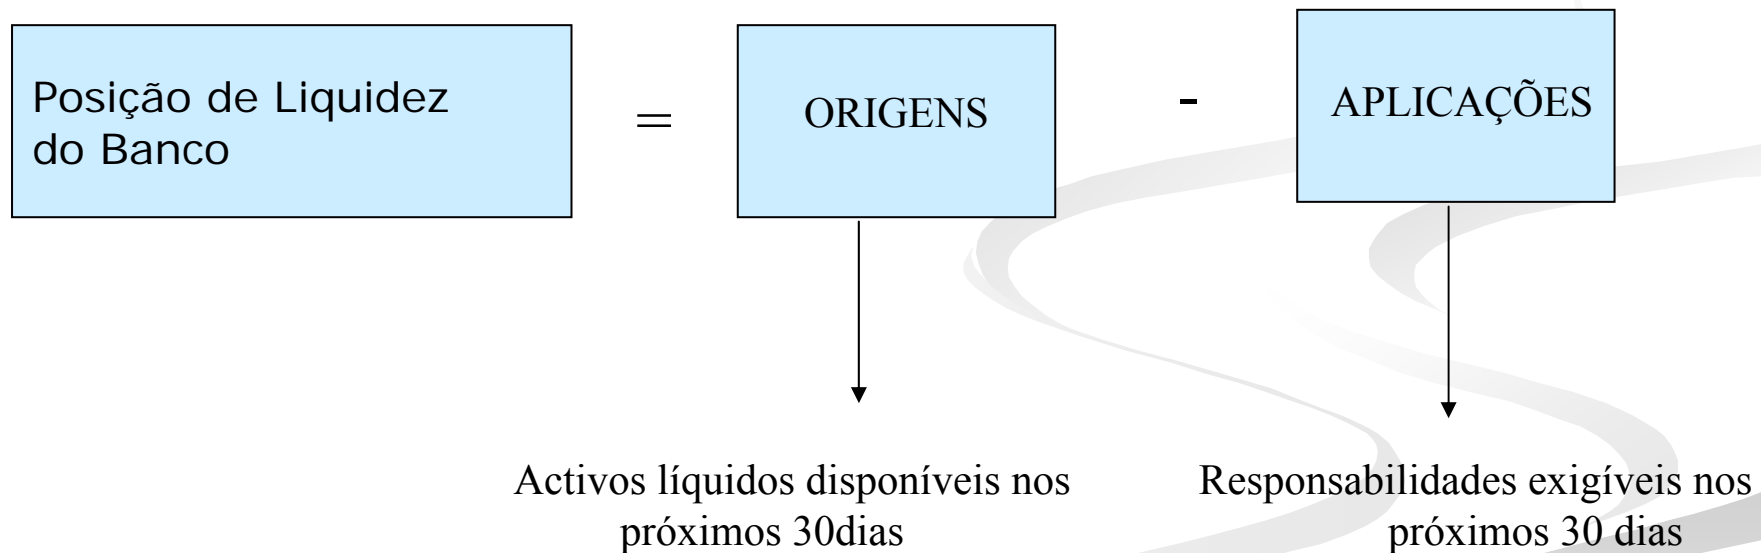 Posição de Liquidez
do Banco
=
ORIGENS
-
APLICAÇÕES
Activos líquidos disponíveis nos
próximos 30dias
Responsabilidades exigíveis nos
próximos 30 dias